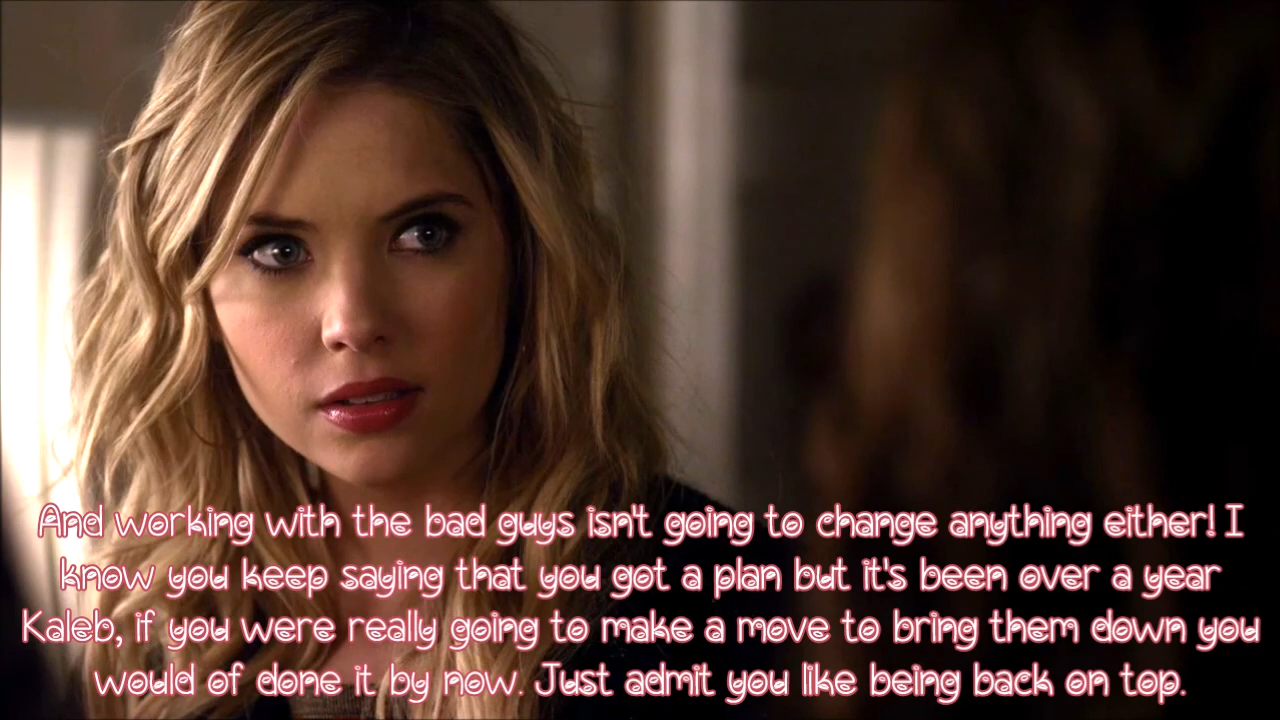 And working with the bad guys isn't going to change anything either! I
know you keep saying that you got a plan but it's been over a year
Kaleb, if you were really going to make a move to bring them down you
would of done it by now. Just admit you like being back on top.